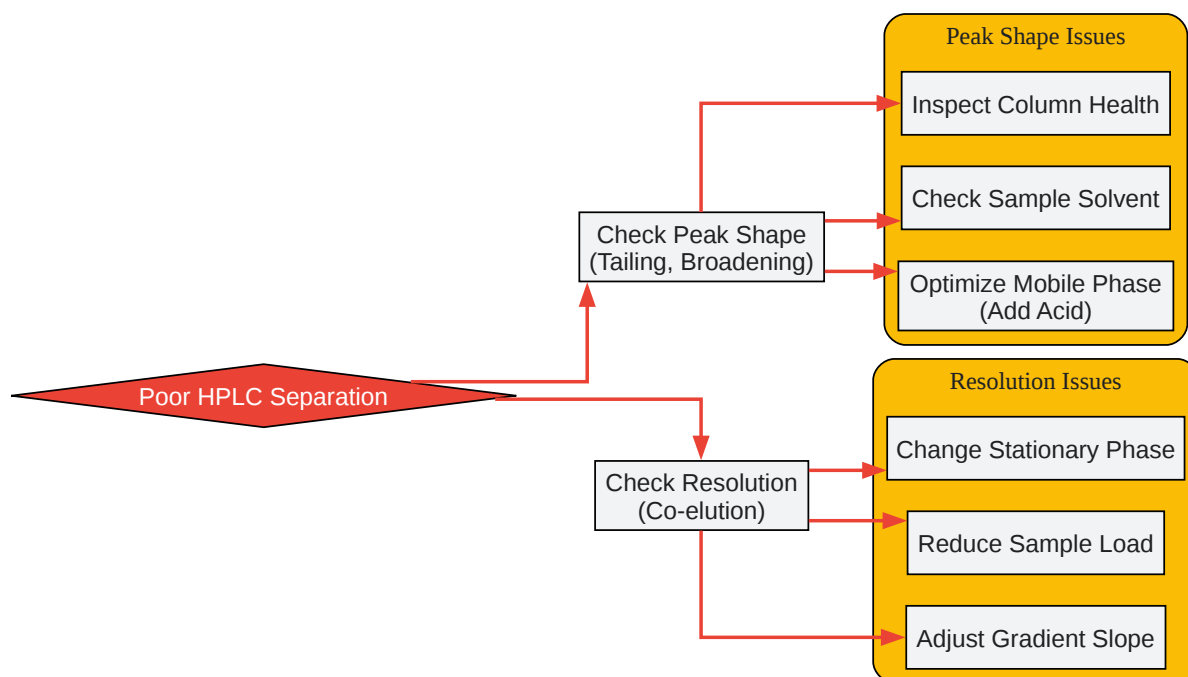 Peak Shape Issues
Inspect Column Health
Check Sample Solvent
Optimize Mobile Phase
(Add Acid)
Check Peak Shape
(Tailing, Broadening)
Poor HPLC Separation
Resolution Issues
Change Stationary Phase
Check Resolution
(Co-elution)
Reduce Sample Load
Adjust Gradient Slope